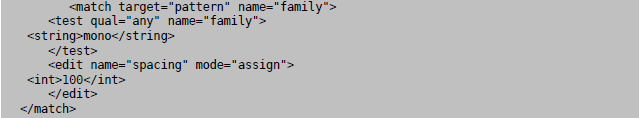 <match target="pattern" name="family">
<test qual="any" name="family">
<string>mono</string>
</test>
<edit name="spacing" mode="assign">
<int>100</int>
</edit>
</match>